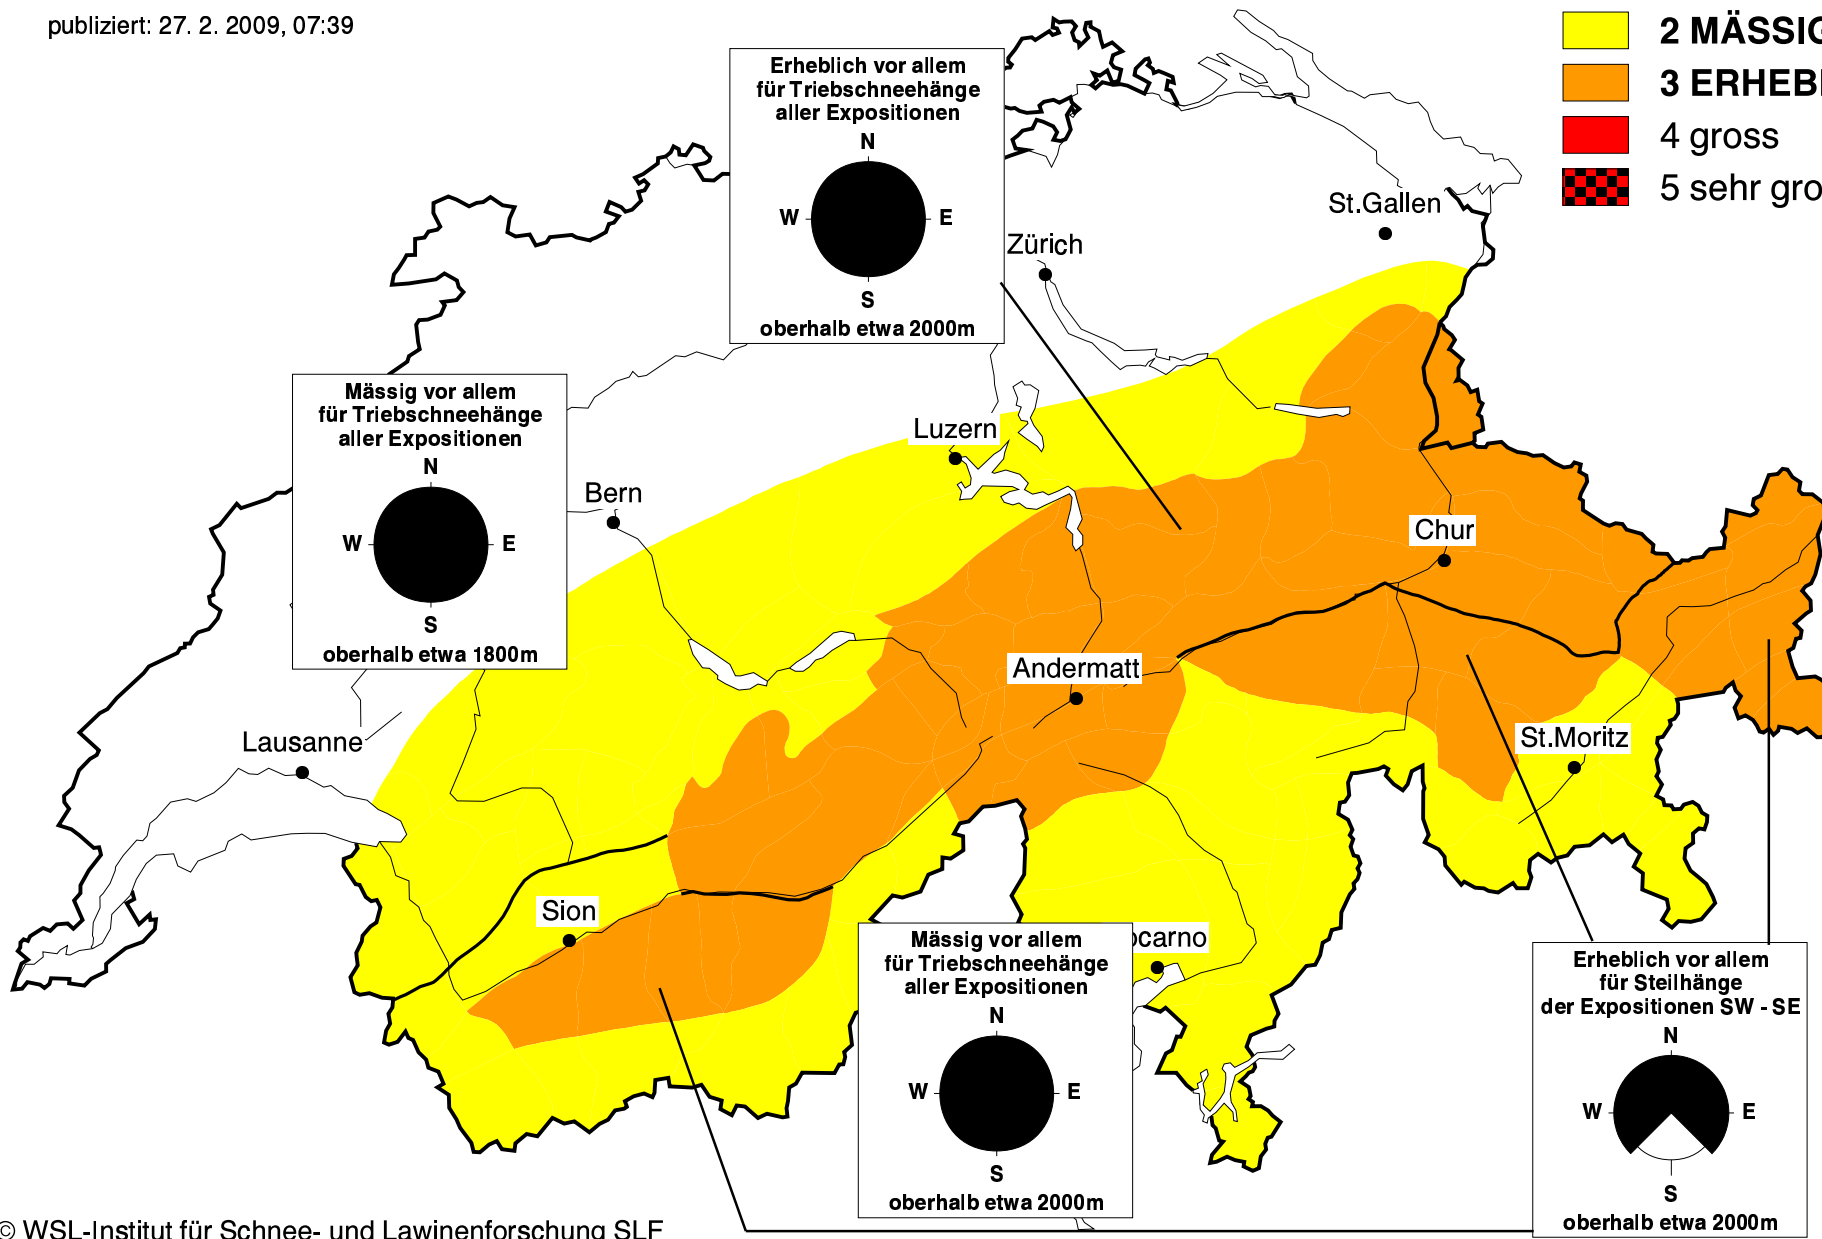 publiziert: 27. 2. 2009, 07:39
2 MÄSSIG
3 ERHEB
4 gross
5 sehr gro
Erheblich vor allem
für Triebschneehänge
aller Expositionen
N
W E
S
oberhalb etwa 2000m
St.Gallen
Zürich
Mässig vor allem
für Triebschneehänge
aller Expositionen
N
W E
S
oberhalb etwa 1800m
Luzern
Bern
Chur
Andermatt
Lausanne
St.Moritz
Sion
ocarno
Mässig vor allem
für Triebschneehänge
aller Expositionen
N
W E
S
oberhalb etwa 2000m
Erheblich vor allem
für Steilhänge
der Expositionen SW - SE
N
W E
S
oberhalb etwa 2000m
© WSL-Institut für Schnee- und Lawinenforschung SLF